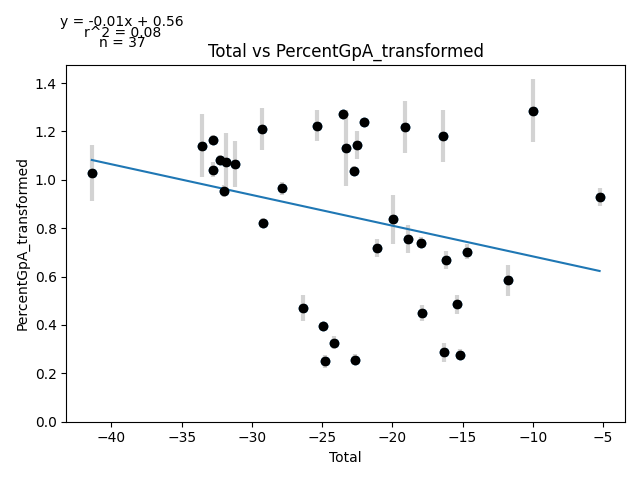 y = -0.01x + 0.56
r^2 = 0.08
n = 37
Total vs PercentGpA_transformed
1.4
1.2
1.0
0.8
0.6
0.4
0.2
0.0
PercentGpA_transformed
−40
−35
−30
−25
−20
−15
−10
−5
Total